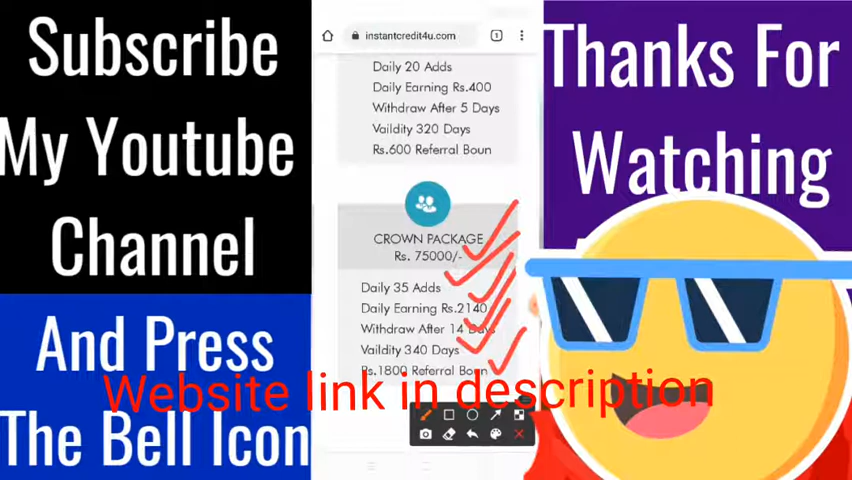 Subscribe
My Youtube
Channel
And Press
The Bell Icon
instantcredit4u.com
1
Daily 20 Adds
Daily Earning Rs.400
Withdraw After 5 Days
Vaildity 320 Days
Rs.600 Referral Boun
CROWN PACKAGE
Rs. 75000/-
Daily 35 Adds
Daily Earning Rs.2140
Withdraw After 14 Days
Vaildity 340 Days
Rs.1800 Referral Boun
Thanks For
Watching
Website link in description